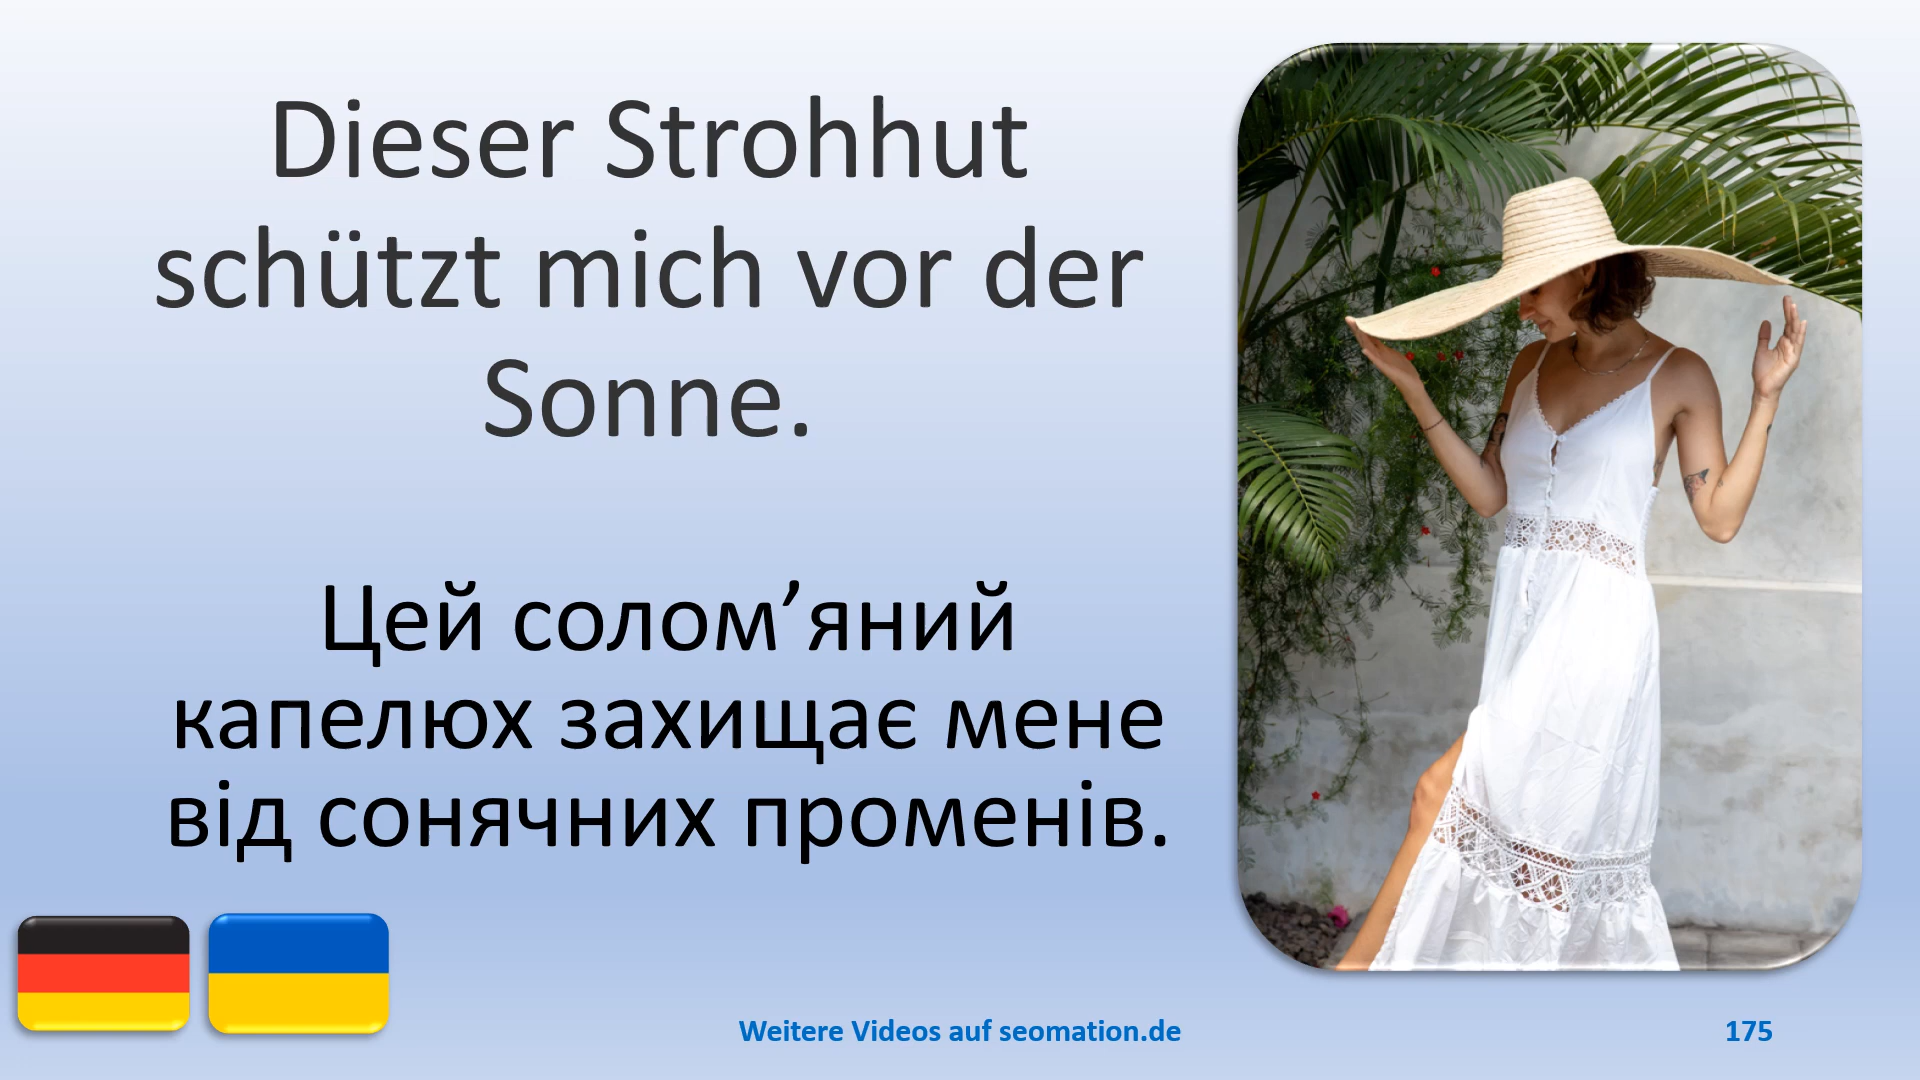 Dieser Strohhut
schützt mich vor der
Sonne.
Цей солом’яний
капелюх захищає мене
від сонячних променів.
Weitere Videos auf seomation.de
175